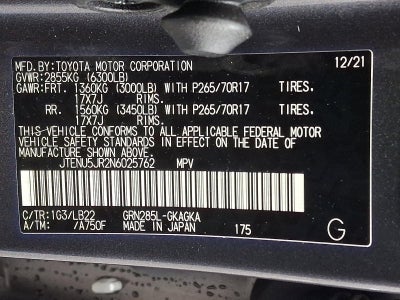 MFD.BY:TOYOTA MOTOR CORPORATION 12/21
GVWR:2855KG (6300LB)
GAWR:FRT. 1360KG (3000LB) WITH P265/70R17 TIRES,
17X7J RIMS.
RR. 1560KG (3450LB) WITH P265/70R17 TIRES,
17X7J RIMS.
THIS VEHICLE CONFORMS TO ALL APPLICABLE FEDERAL MOTOR
VEHICLE SAFETY STANDARDS IN EFFECT ON THE DATE OF
MANUFACTURE SHOWN ABOVE.
JTENU5JR2N6025762 MPV
C/TR:1G3/LB22 GRN285L-GKAGKA
A/TM: /A750F MADE IN JAPAN 175 G